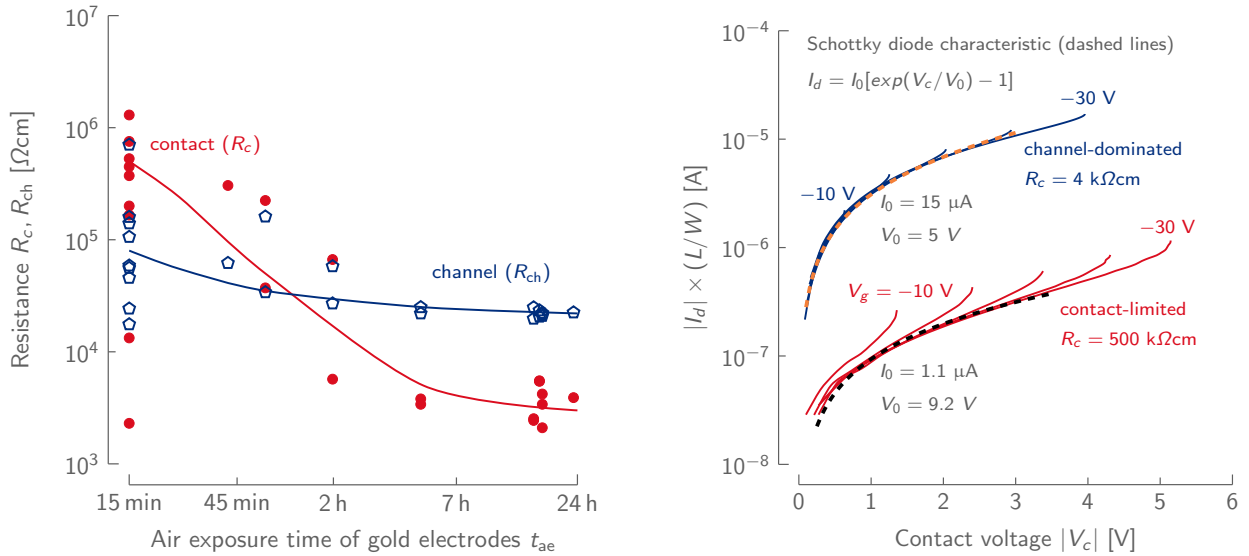 Resistance R_c, R_ch [Ωcm]
10^7
10^6
10^5
10^4
10^3
contact (R_c)
channel (R_ch)
15 min
45 min
2 h
7 h
24 h
Air exposure time of gold electrodes t_ae
|I_d| × (L/W) [A]
10^−4
10^−5
10^−6
10^−7
10^−8
Schottky diode characteristic (dashed lines)
I_d = I_0[exp(V_c/V_0) − 1]
−30 V
channel-dominated
R_c = 4 kΩcm
−10 V
I_0 = 15 µA
V_0 = 5 V
−30 V
V_g = −10 V
contact-limited
R_c = 500 kΩcm
I_0 = 1.1 µA
V_0 = 9.2 V
0
1
2
3
4
5
6
Contact voltage |V_c| [V]